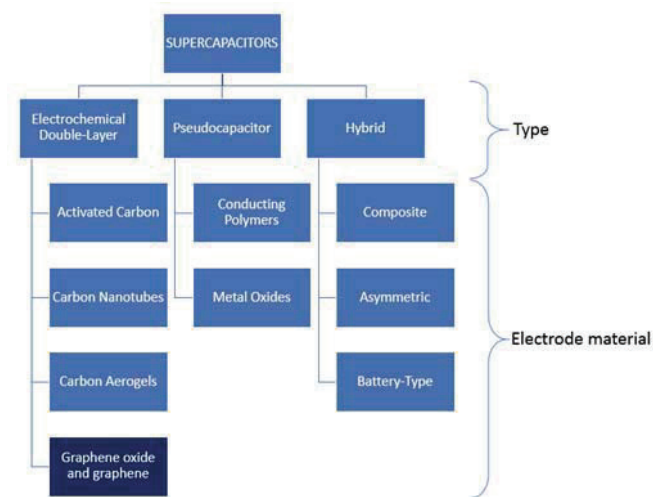 SUPERCAPACITORS
Electrochemical
Double-Layer
Pseudocapacitor
Hybrid
Type
Activated Carbon
Conducting
Polymers
Composite
Carbon Nanotubes
Metal Oxides
Asymmetric
Electrode material
Carbon Aerogels
Battery-Type
Graphene oxide
and graphene